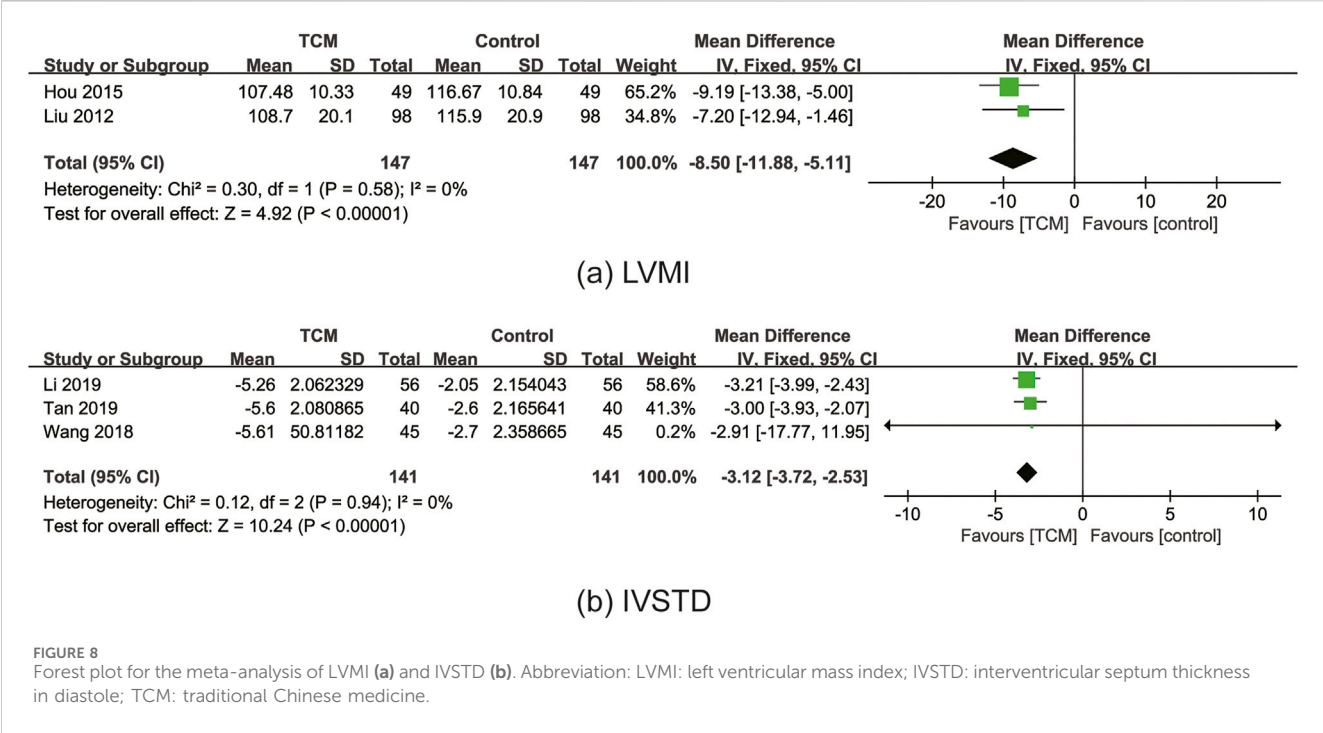 TCM Control Mean Difference Mean Difference
Study or Subgroup Mean SD Total Mean SD Total Weight IV, Fixed, 95% CI IV, Fixed, 95% CI
Hou 2015 107.48 10.33 49 116.67 10.84 49 65.2% -9.19 [-13.38, -5.00]
Liu 2012 108.7 20.1 98 115.9 20.9 98 34.8% -7.20 [-12.94, -1.46]
Total (95% CI) 147 147 100.0% -8.50 [-11.88, -5.11]
Heterogeneity: Chi² = 0.30, df = 1 (P = 0.58); I² = 0%
Test for overall effect: Z = 4.92 (P < 0.00001)
-20 -10 0 10 20
Favours [TCM] Favours [control]
(a) LVMI
TCM Control Mean Difference Mean Difference
Study or Subgroup Mean SD Total Mean SD Total Weight IV, Fixed, 95% CI IV, Fixed, 95% CI
Li 2019 -5.26 2.062329 56 -2.05 2.154043 56 58.6% -3.21 [-3.99, -2.43]
Tan 2019 -5.6 2.080865 40 -2.6 2.165641 40 41.3% -3.00 [-3.93, -2.07]
Wang 2018 -5.61 50.81182 45 -2.7 2.358665 45 0.2% -2.91 [-17.77, 11.95]
Total (95% CI) 141 141 100.0% -3.12 [-3.72, -2.53]
Heterogeneity: Chi² = 0.12, df = 2 (P = 0.94); I² = 0%
Test for overall effect: Z = 10.24 (P < 0.00001)
-10 -5 0 5 10
Favours [TCM] Favours [control]
(b) IVSTD
FIGURE 8
Forest plot for the meta-analysis of LVMI (a) and IVSTD (b). Abbreviation: LVMI: left ventricular mass index; IVSTD: interventricular septum thickness
in diastole; TCM: traditional Chinese medicine.